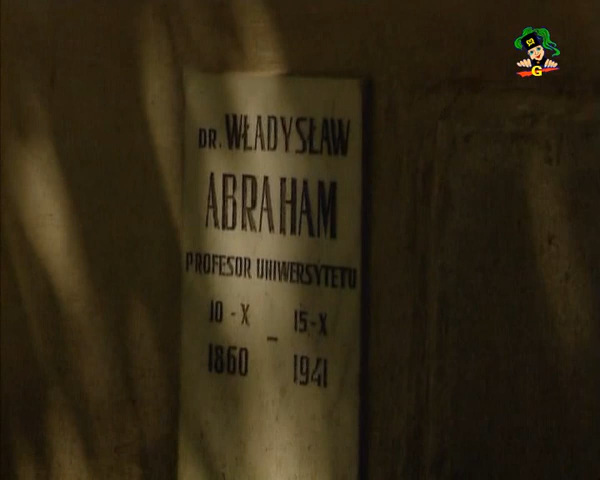 DR. WŁADYSŁAW
ABRAHAM
PROFESOR UNIWERSYTETU
10-X – 15-X
1860 1941
G